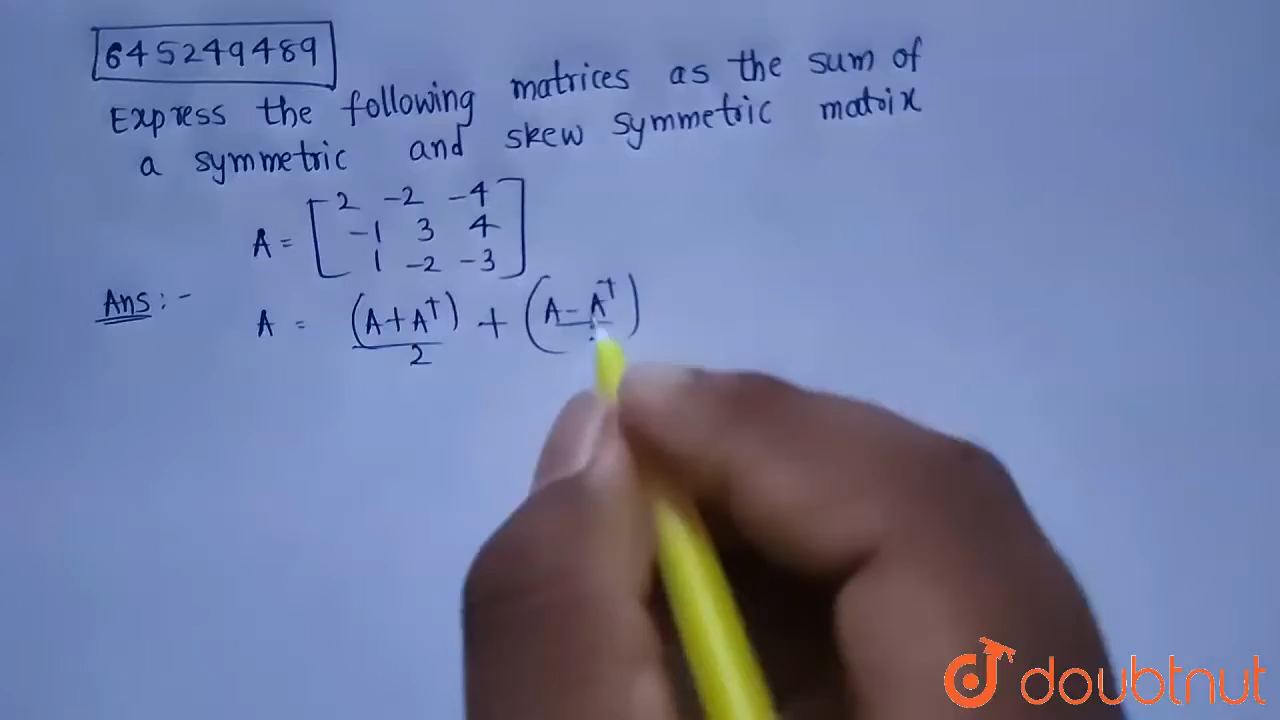 645249489
Express the following matrices as the sum of
a symmetric and skew symmetric matrix
A = [ 2 -2 -4
-1 3 4
1 -2 -3 ]
Ans :-
A = (A+A^T)/2 + (A-A^T)
doubtnut